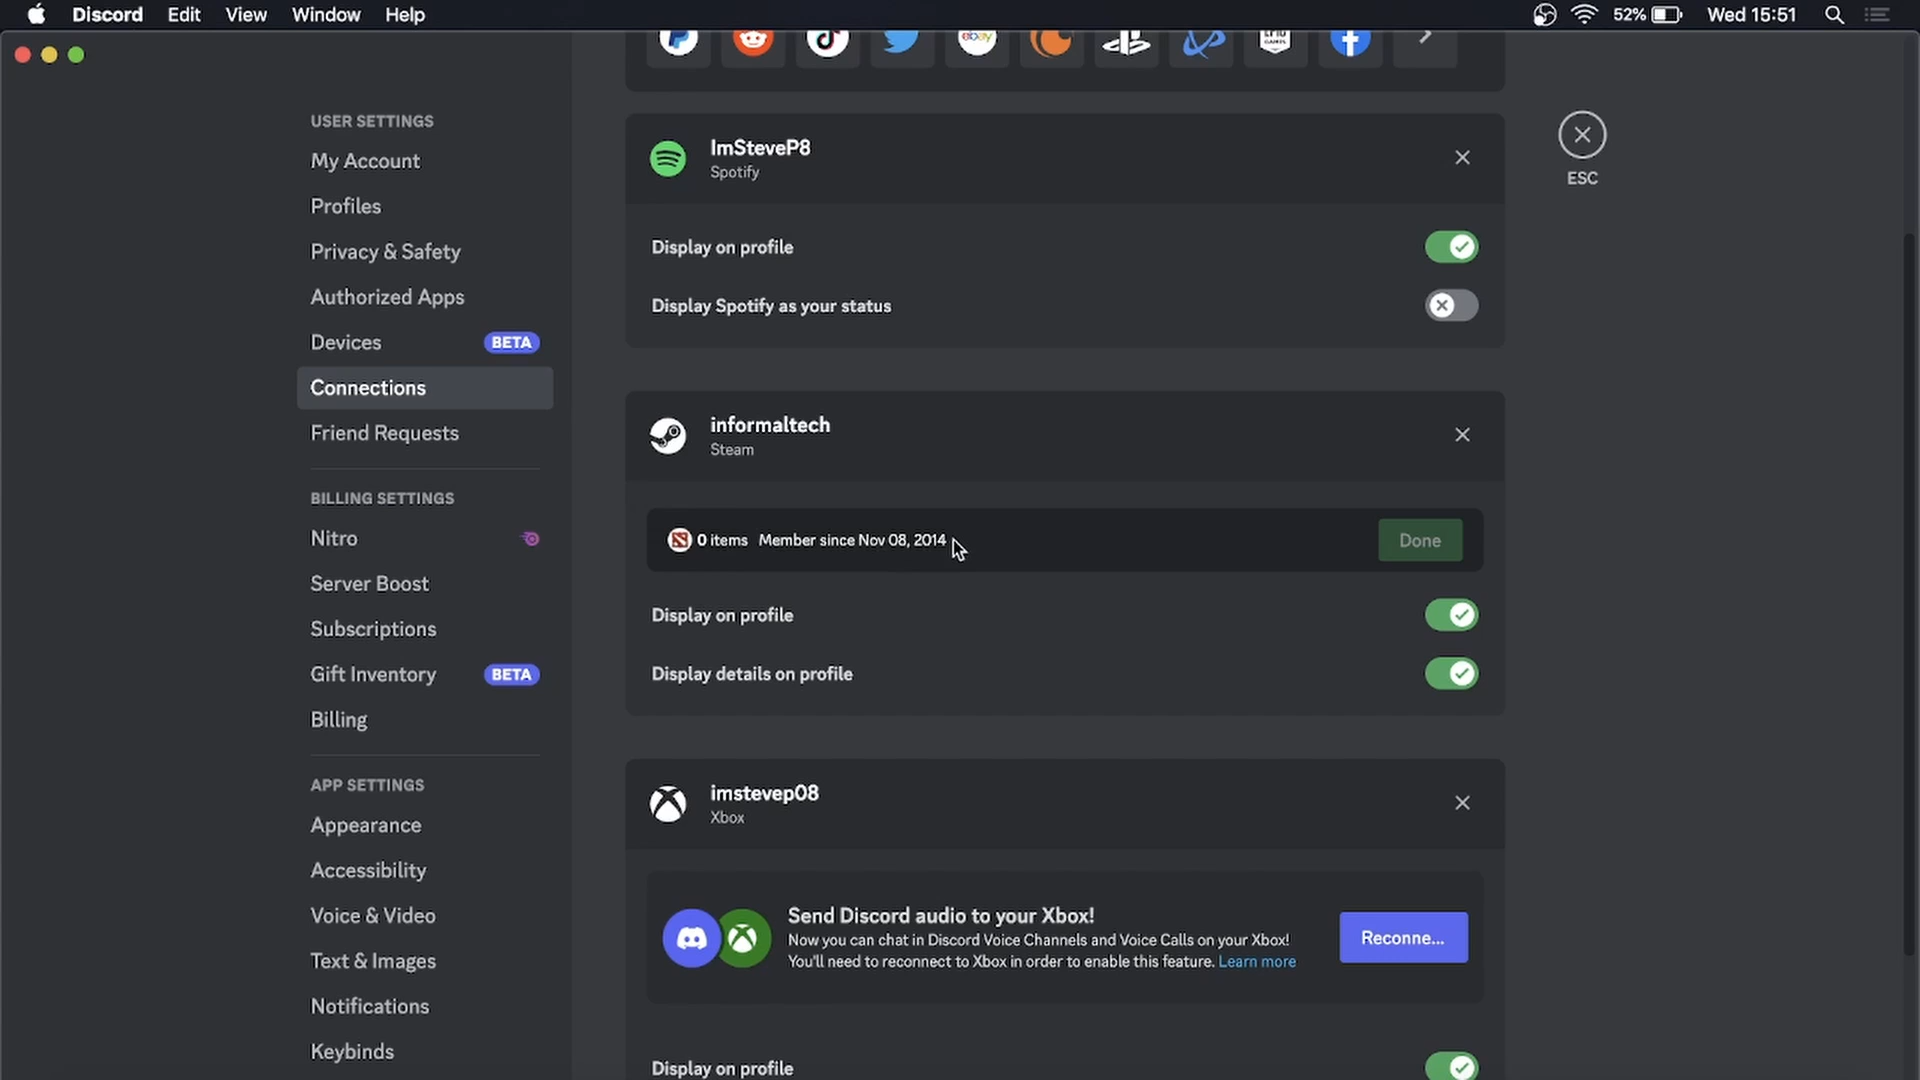 Discord Edit View Window Help 52% Wed 15:51
ebay
USER SETTINGS
My Account
Profiles
Privacy & Safety
Authorized Apps
Devices BETA
Connections
Friend Requests
BILLING SETTINGS
Nitro
Server Boost
Subscriptions
Gift Inventory BETA
Billing
APP SETTINGS
Appearance
Accessibility
Voice & Video
Text & Images
Notifications
Keybinds
ImSteveP8
Spotify
Display on profile
Display Spotify as your status
informaltech
Steam
0 items Member since Nov 08, 2014
Done
Display on profile
Display details on profile
imstevep08
Xbox
Send Discord audio to your Xbox!
Now you can chat in Discord Voice Channels and Voice Calls on your Xbox!
You'll need to reconnect to Xbox in order to enable this feature. Learn more
Reconne...
Display on profile
ESC